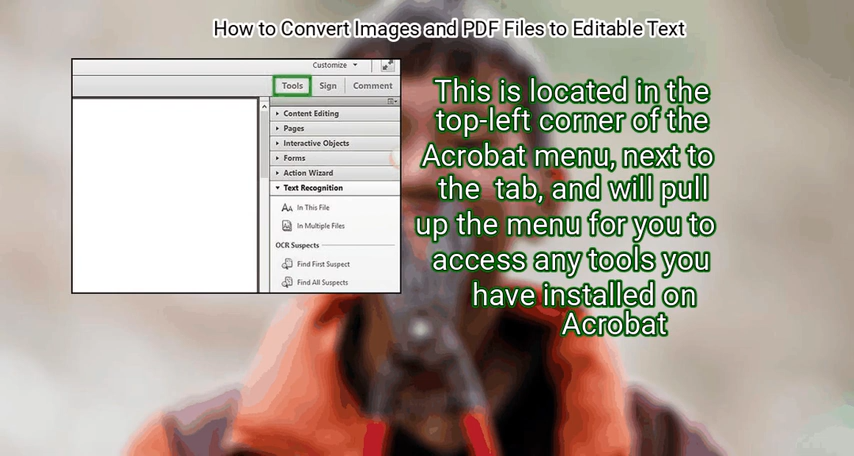 How to Convert Images and PDF Files to Editable Text
Customize
Tools Sign Comment
Content Editing
Pages
Interactive Objects
Forms
Action Wizard
Text Recognition
In This File
In Multiple Files
OCR Suspects
Find First Suspect
Find All Suspects
This is located in the
top-left corner of the
Acrobat menu, next to
the tab, and will pull
up the menu for you to
access any tools you
have installed on
Acrobat